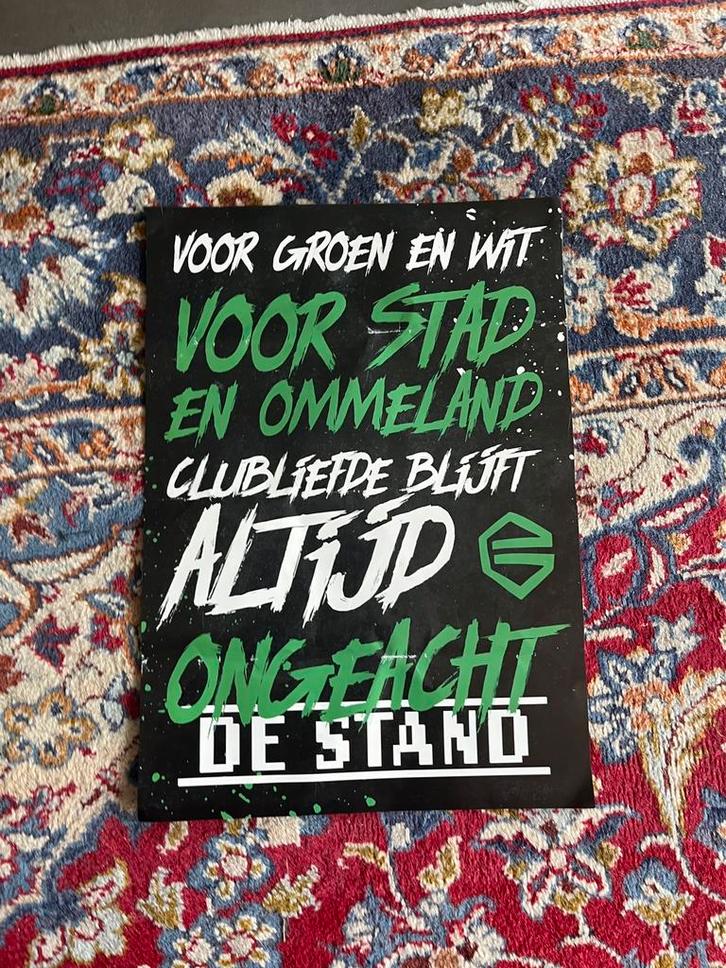 VOOR GROEN EN WIT
VOOR STAD
EN OMMELAND
CLUBLIEFDE BLIJFT
ALTIJD
ONGEACHT
DE STAND